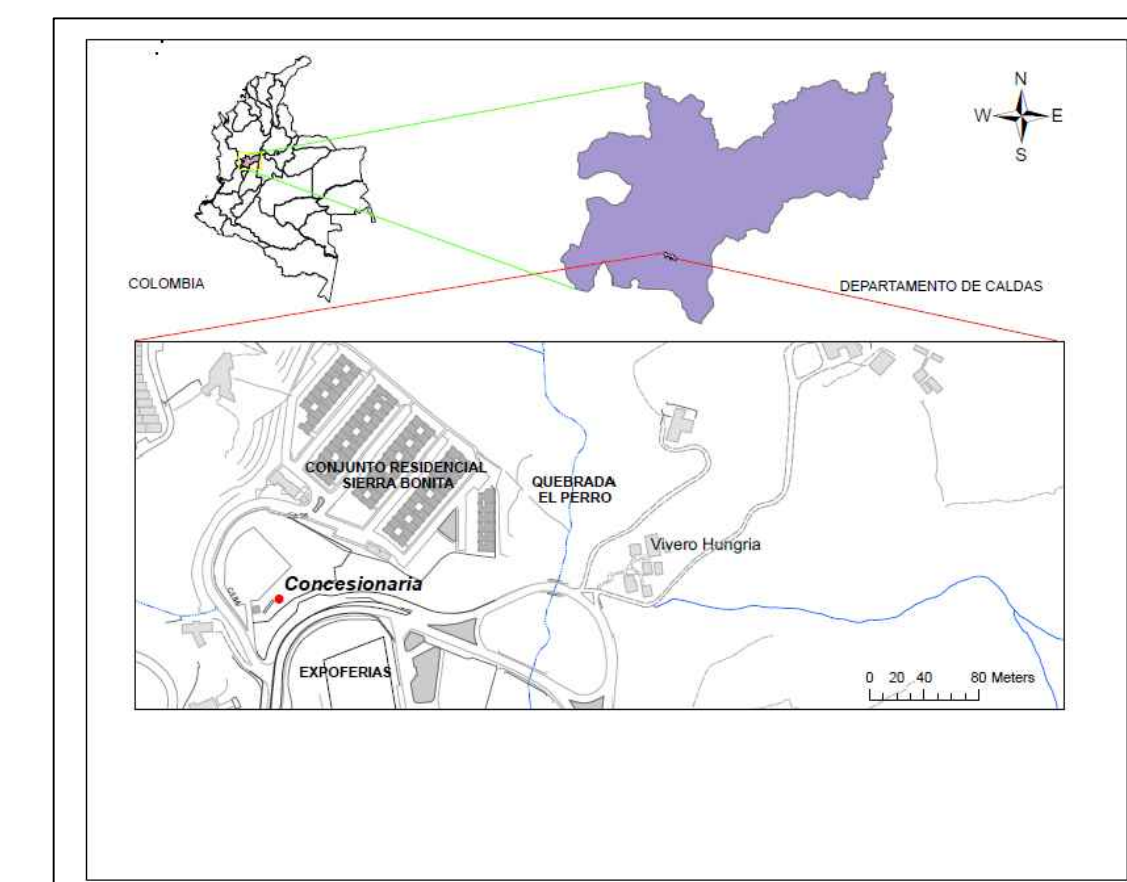 N
W
E
S
COLOMBIA
DEPARTAMENTO DE CALDAS
CONJUNTO RESIDENCIAL
SIERRA BONITA
QUEBRADA
EL PERRO
Vivero Hungria
Concesionaria
EXPOFERIAS
0 20 40 80 Meters